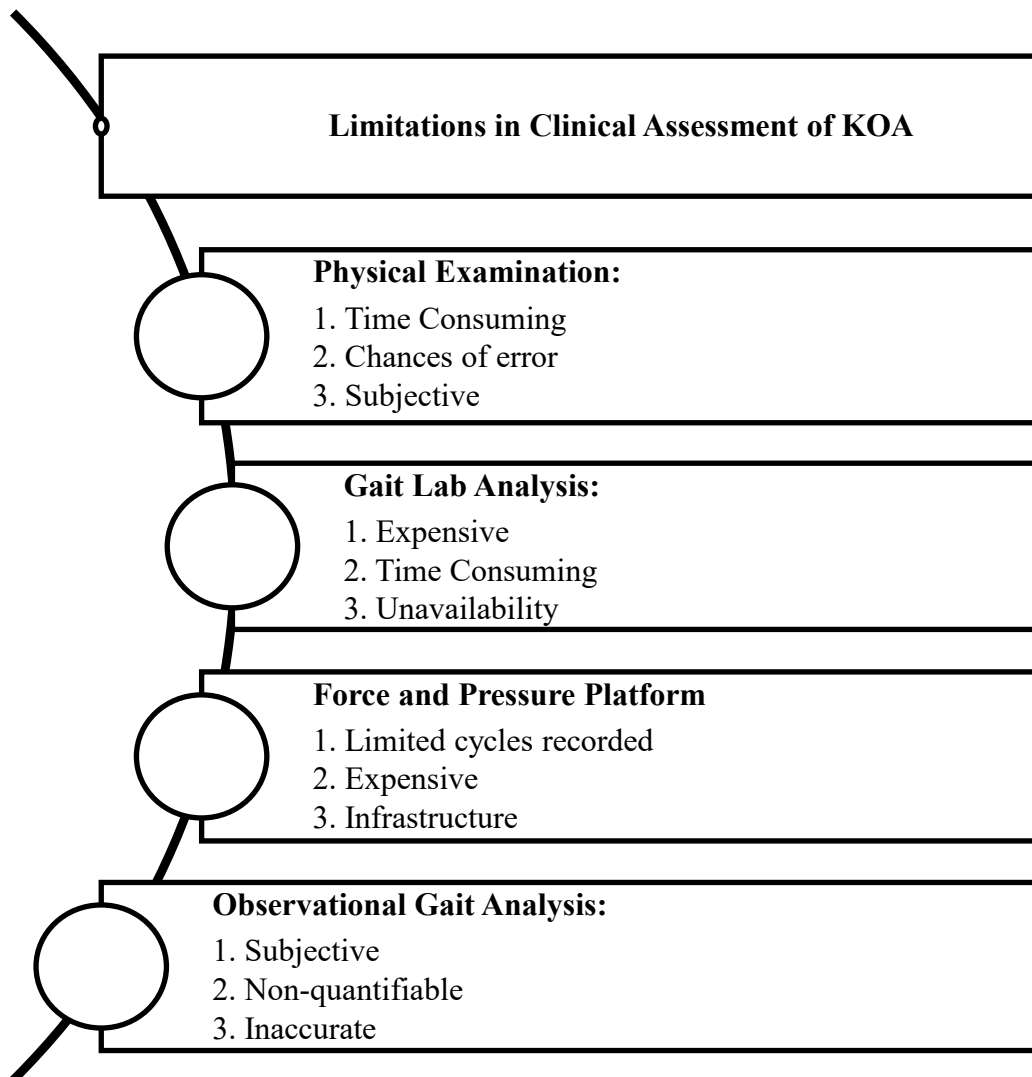 Limitations in Clinical Assessment of KOA
Physical Examination:
1. Time Consuming
2. Chances of error
3. Subjective
Gait Lab Analysis:
1. Expensive
2. Time Consuming
3. Unavailability
Force and Pressure Platform
1. Limited cycles recorded
2. Expensive
3. Infrastructure
Observational Gait Analysis:
1. Subjective
2. Non-quantifiable
3. Inaccurate